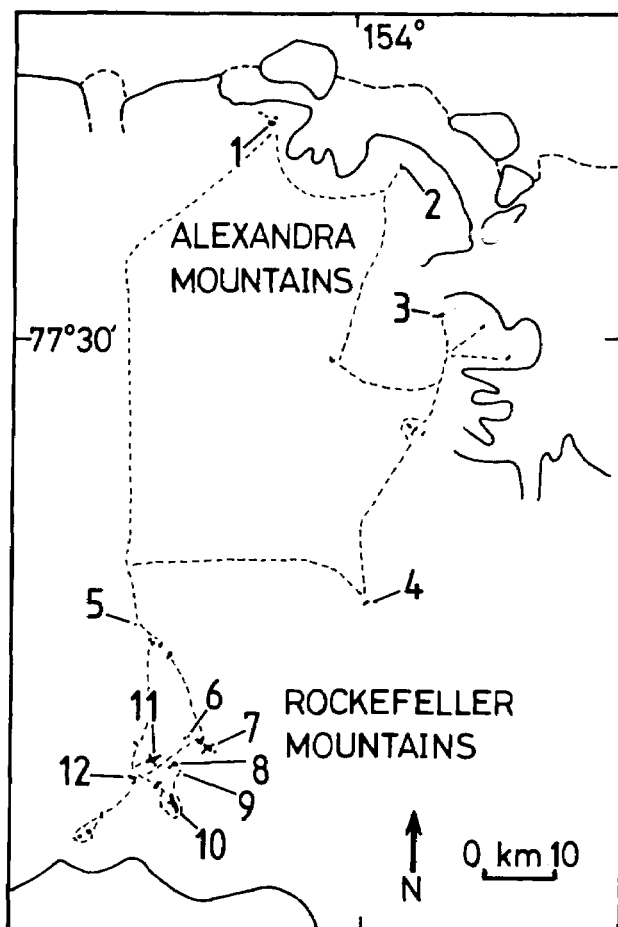 154°
1
2
ALEXANDRA
MOUNTAINS
3
77°30′
4
5
6
11
7
ROCKEFELLER
MOUNTAINS
8
12
9
10
0 km 10
N